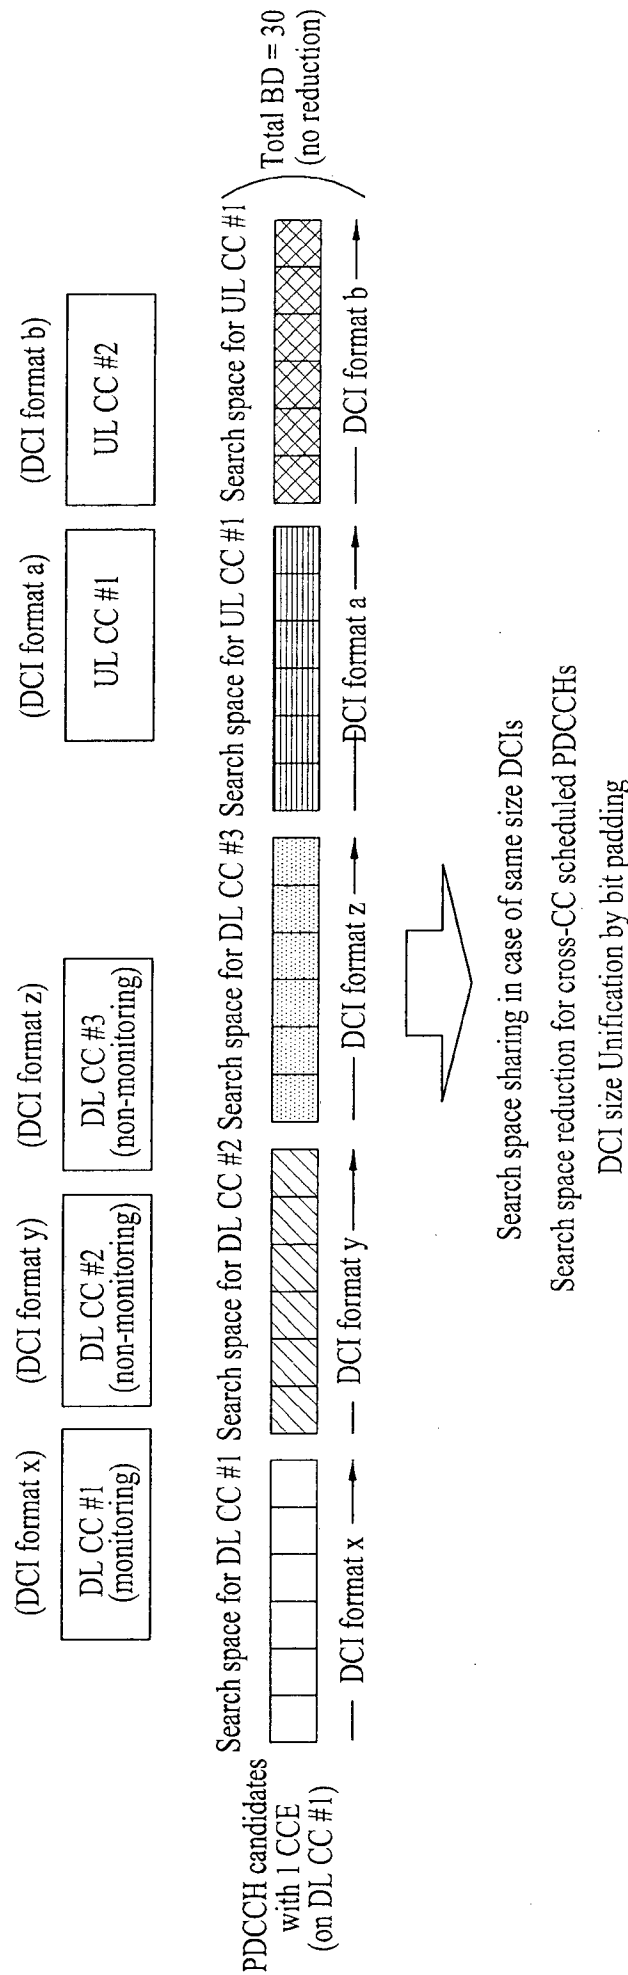 (DCI format x)
DL CC #1
(monitoring)
(DCI format y)
DL CC #2
(non-monitoring)
(DCI format z)
DL CC #3
(non-monitoring)
(DCI format a)
UL CC #1
(DCI format b)
UL CC #2
PDCCH candidates
with 1 CCE
(on DL CC #1)
Search space for DL CC #1
Search space for DL CC #2
Search space for DL CC #3
Search space for UL CC #1
Search space for UL CC #1
Total BD = 30
(no reduction)
DCI format x
DCI format y
DCI format z
DCI format a
DCI format b
Search space sharing in case of same size DCIs
Search space reduction for cross-CC scheduled PDCCHs
DCI size Unification by bit padding